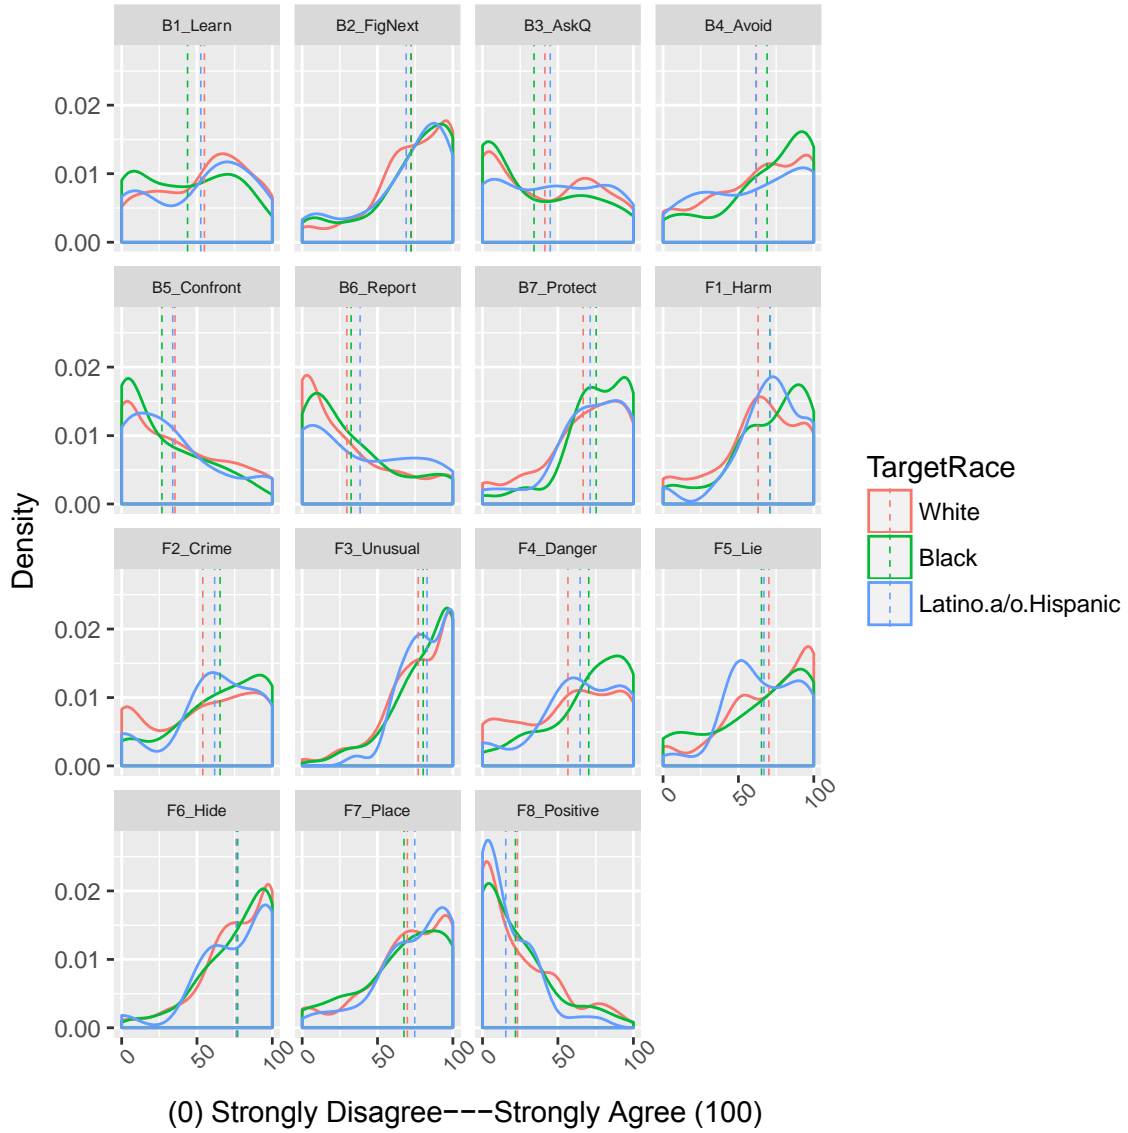 B1_Learn B2_FigNext B3_AskQ B4_Avoid
0.02
0.01
0.00
B5_Confront B6_Report B7_Protect F1_Harm
0.02
0.01
0.00
F2_Crime F3_Unusual F4_Danger F5_Lie
0.02
0.01
0.00
0 50 100
F6_Hide F7_Place F8_Positive
0.02
0.01
0.00
0 50 100 0 50 100 0 50 100
Density
(0) Strongly Disagree−−−Strongly Agree (100)
TargetRace
White
Black
Latino.a/o.Hispanic